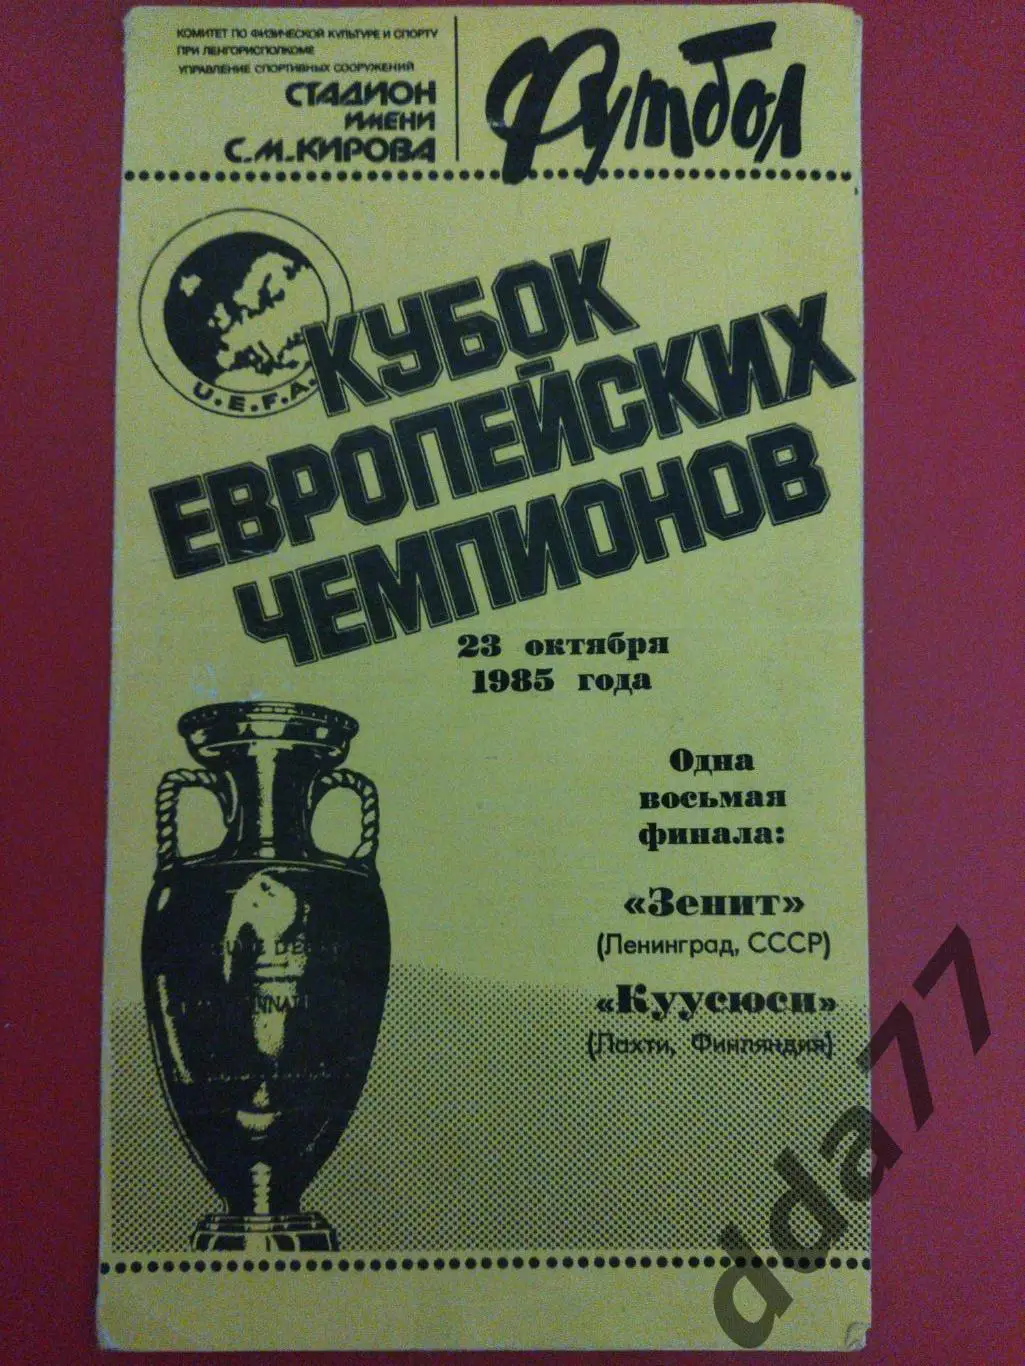 КОМИТЕТ ПО ФИЗИЧЕСКОЙ КУЛЬТУРЕ И СПОРТУ
ПРИ ЛЕНГОРИСПОЛКОМЕ
УПРАВЛЕНИЕ СПОРТИВНЫХ СООРУЖЕНИЙ
СТАДИОН
ИМЕНИ
С.М.КИРОВА
Футбол
U.E.F.A.
КУБОК
ЕВРОПЕЙСКИХ
ЧЕМПИОНОВ
23 октября
1985 года
Одна
восьмая
финала:
«Зенит»
(Ленинград, СССР)
«Куусюси»
(Лахти, Финляндия)
dda77